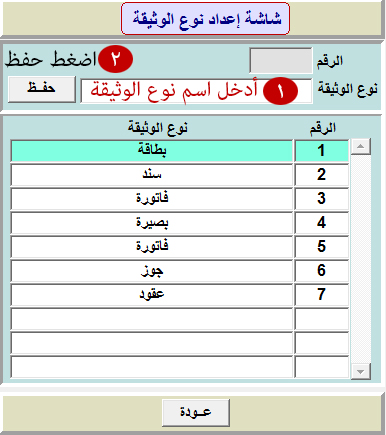 شاشة إعداد نوع الوثيقة
الرقم
٢ اضغط حفظ
نوع الوثيقة ١ أدخل اسم نوع الوثيقة حفـظ
الرقم نوع الوثيقة
1 بطاقة
2 سند
3 فاتورة
4 بصيرة
5 فاتورة
6 جوز
7 عقود
عـودة